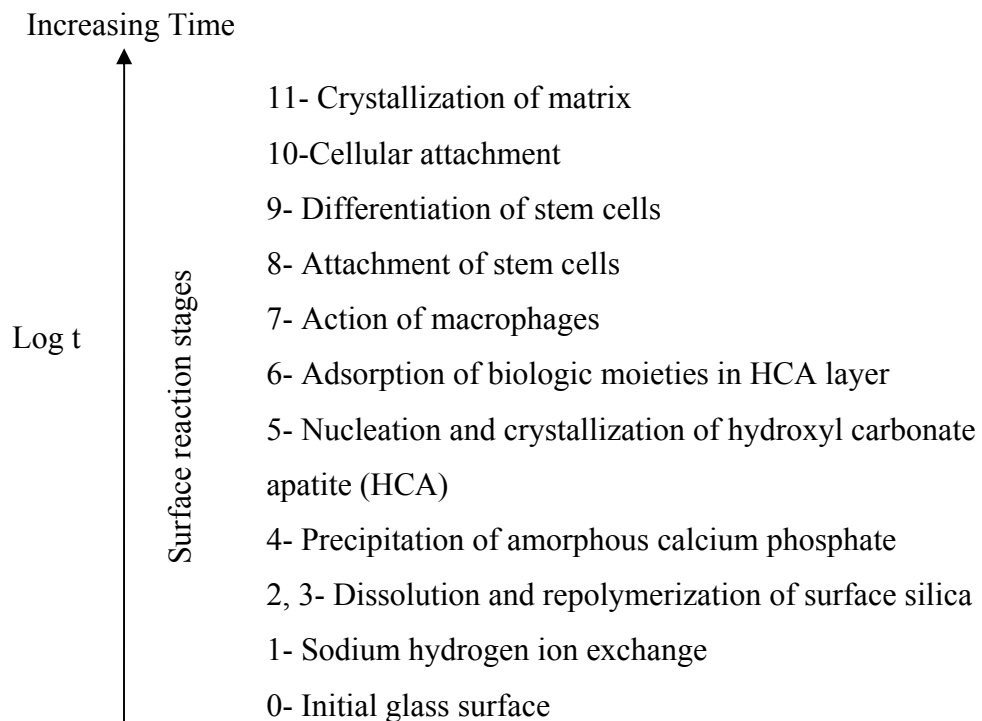 Increasing Time
11- Crystallization of matrix
10-Cellular attachment
9- Differentiation of stem cells
8- Attachment of stem cells
7- Action of macrophages
Log t
Surface reaction stages
6- Adsorption of biologic moieties in HCA layer
5- Nucleation and crystallization of hydroxyl carbonate
apatite (HCA)
4- Precipitation of amorphous calcium phosphate
2, 3- Dissolution and repolymerization of surface silica
1- Sodium hydrogen ion exchange
0- Initial glass surface